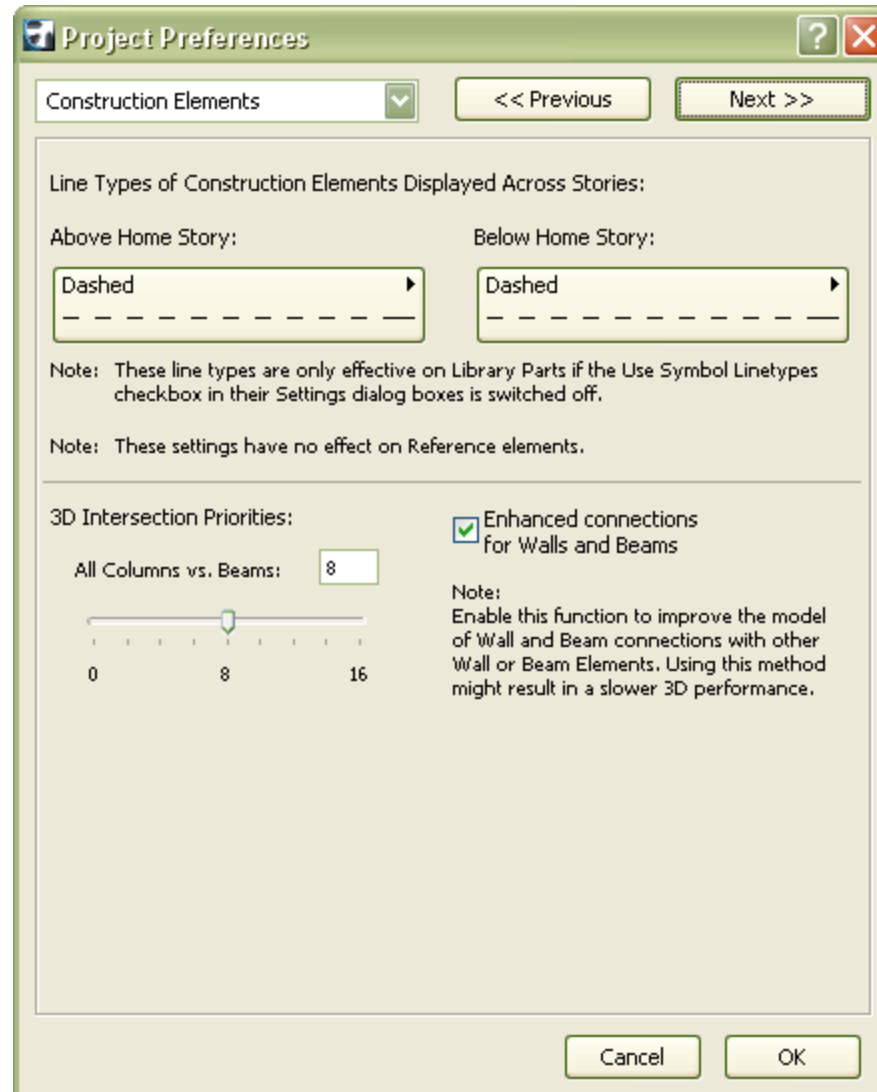 Project Preferences
?
Construction Elements
<< Previous
Next >>
Line Types of Construction Elements Displayed Across Stories:
Above Home Story:
Below Home Story:
Dashed
Dashed
Note: These line types are only effective on Library Parts if the Use Symbol Linetypes
checkbox in their Settings dialog boxes is switched off.
Note: These settings have no effect on Reference elements.
3D Intersection Priorities:
All Columns vs. Beams:
8
0
8
16
Enhanced connections
for Walls and Beams
Note:
Enable this function to improve the model
of Wall and Beam connections with other
Wall or Beam Elements. Using this method
might result in a slower 3D performance.
Cancel
OK